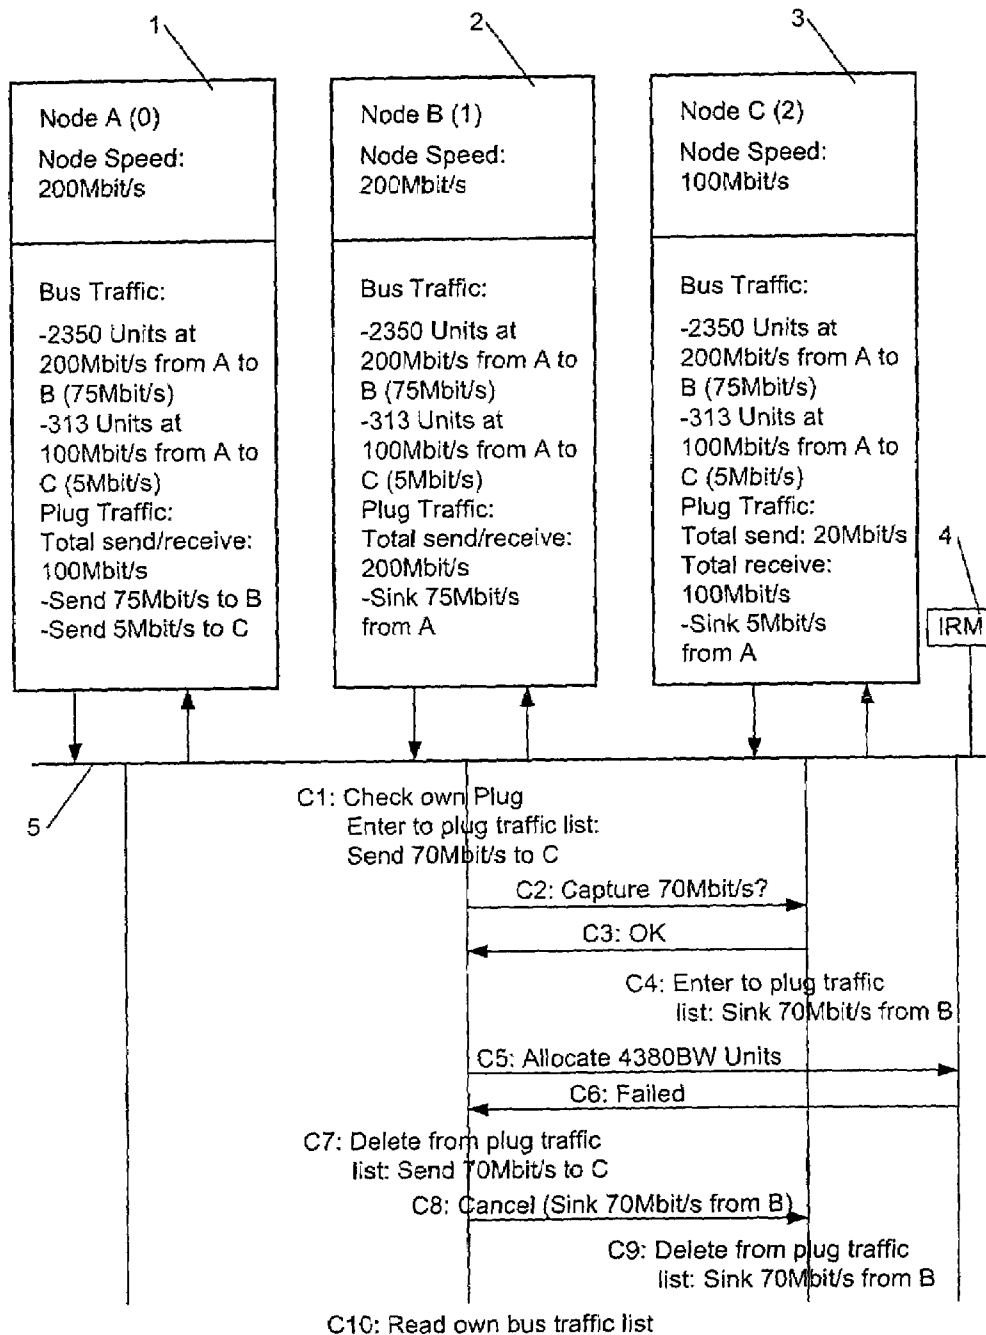 1
2
3
Node A (0)
Node Speed:
200Mbit/s
Bus Traffic:
-2350 Units at
200Mbit/s from A to
B (75Mbit/s)
-313 Units at
100Mbit/s from A to
C (5Mbit/s)
Plug Traffic:
Total send/receive:
100Mbit/s
-Send 75Mbit/s to B
-Send 5Mbit/s to C
Node B (1)
Node Speed:
200Mbit/s
Bus Traffic:
-2350 Units at
200Mbit/s from A to
B (75Mbit/s)
-313 Units at
100Mbit/s from A to
C (5Mbit/s)
Plug Traffic:
Total send/receive:
200Mbit/s
-Sink 75Mbit/s
from A
Node C (2)
Node Speed:
100Mbit/s
Bus Traffic:
-2350 Units at
200Mbit/s from A to
B (75Mbit/s)
-313 Units at
100Mbit/s from A to
C (5Mbit/s)
Plug Traffic:
Total send: 20Mbit/s
Total receive:
100Mbit/s
-Sink 5Mbit/s
from A
4
IRM
5
C1: Check own Plug
Enter to plug traffic list:
Send 70Mbit/s to C
C2: Capture 70Mbit/s?
C3: OK
C4: Enter to plug traffic
list: Sink 70Mbit/s from B
C5: Allocate 4380BW Units
C6: Failed
C7: Delete from plug traffic
list: Send 70Mbit/s to C
C8: Cancel (Sink 70Mbit/s from B)
C9: Delete from plug traffic
list: Sink 70Mbit/s from B
C10: Read own bus traffic list